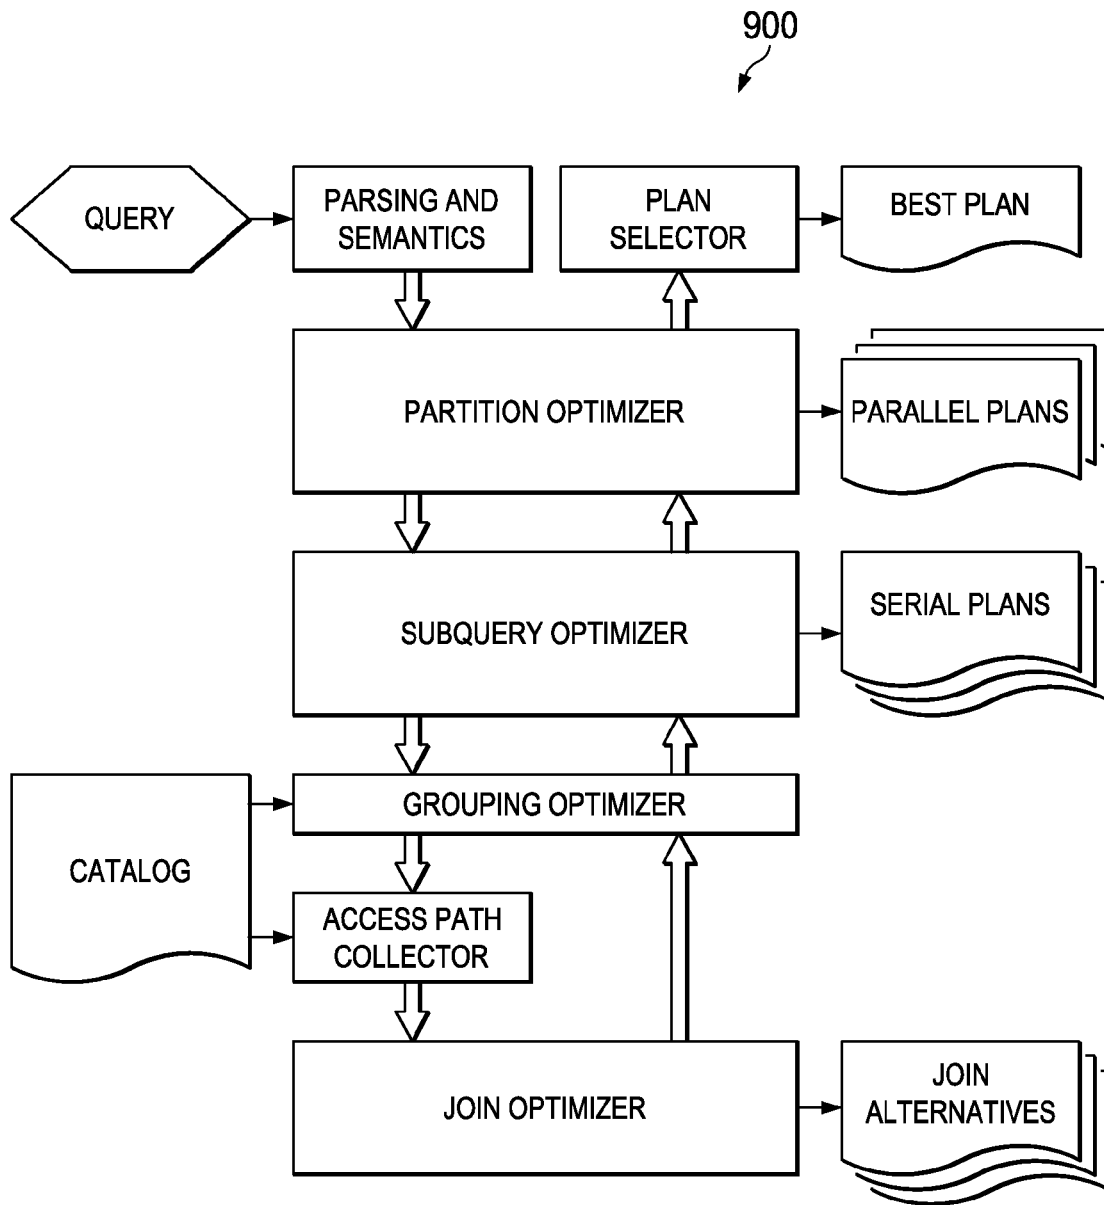 900
QUERY
PARSING AND
SEMANTICS
PLAN
SELECTOR
BEST PLAN
PARTITION OPTIMIZER
PARALLEL PLANS
SUBQUERY OPTIMIZER
SERIAL PLANS
GROUPING OPTIMIZER
CATALOG
ACCESS PATH
COLLECTOR
JOIN OPTIMIZER
JOIN
ALTERNATIVES